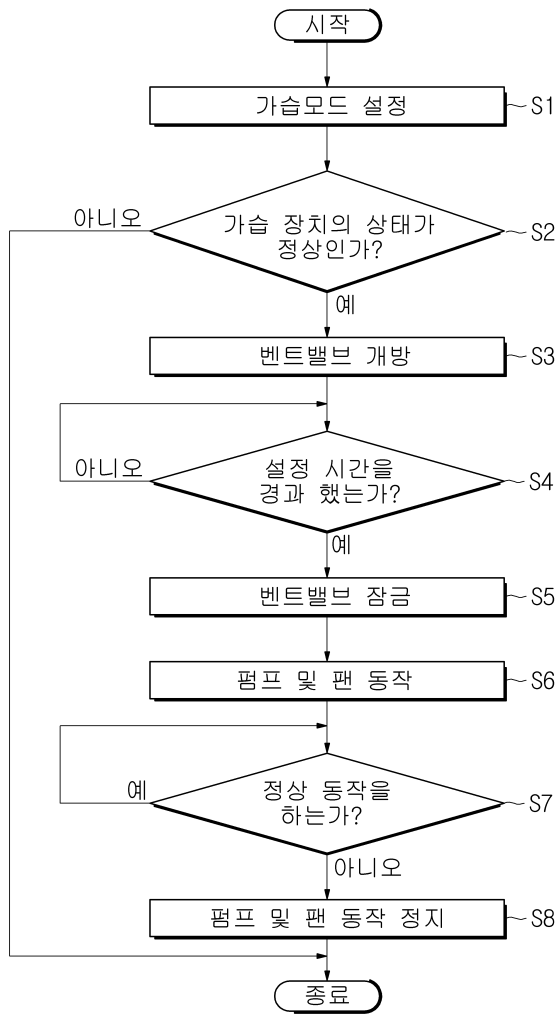 시작
가습모드 설정
S1
가습 장치의 상태가
정상인가?
S2
아니오
예
벤트밸브 개방
S3
설정 시간을
경과 했는가?
S4
아니오
예
벤트밸브 잠금
S5
펌프 및 팬 동작
S6
정상 동작을
하는가?
S7
예
아니오
펌프 및 팬 동작 정지
S8
종료